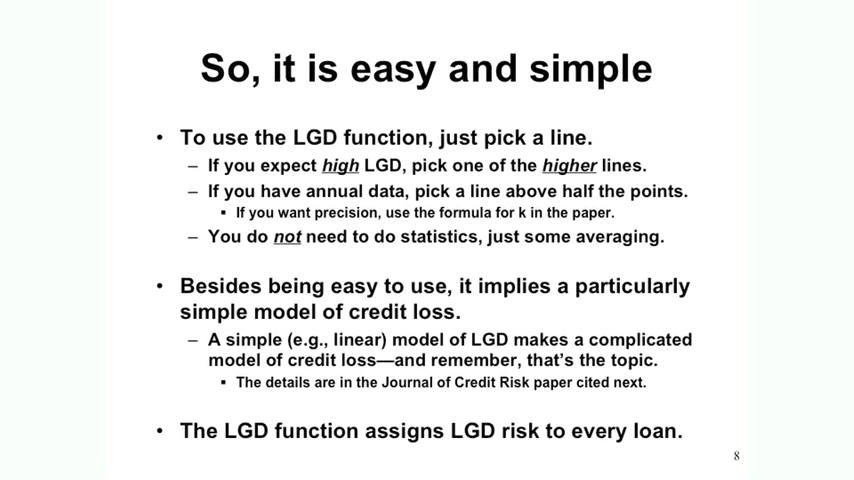 So, it is easy and simple
• To use the LGD function, just pick a line.
– If you expect high LGD, pick one of the higher lines.
– If you have annual data, pick a line above half the points.
▪ If you want precision, use the formula for k in the paper.
– You do not need to do statistics, just some averaging.
• Besides being easy to use, it implies a particularly
simple model of credit loss.
– A simple (e.g., linear) model of LGD makes a complicated
model of credit loss—and remember, that's the topic.
▪ The details are in the Journal of Credit Risk paper cited next.
• The LGD function assigns LGD risk to every loan.
8